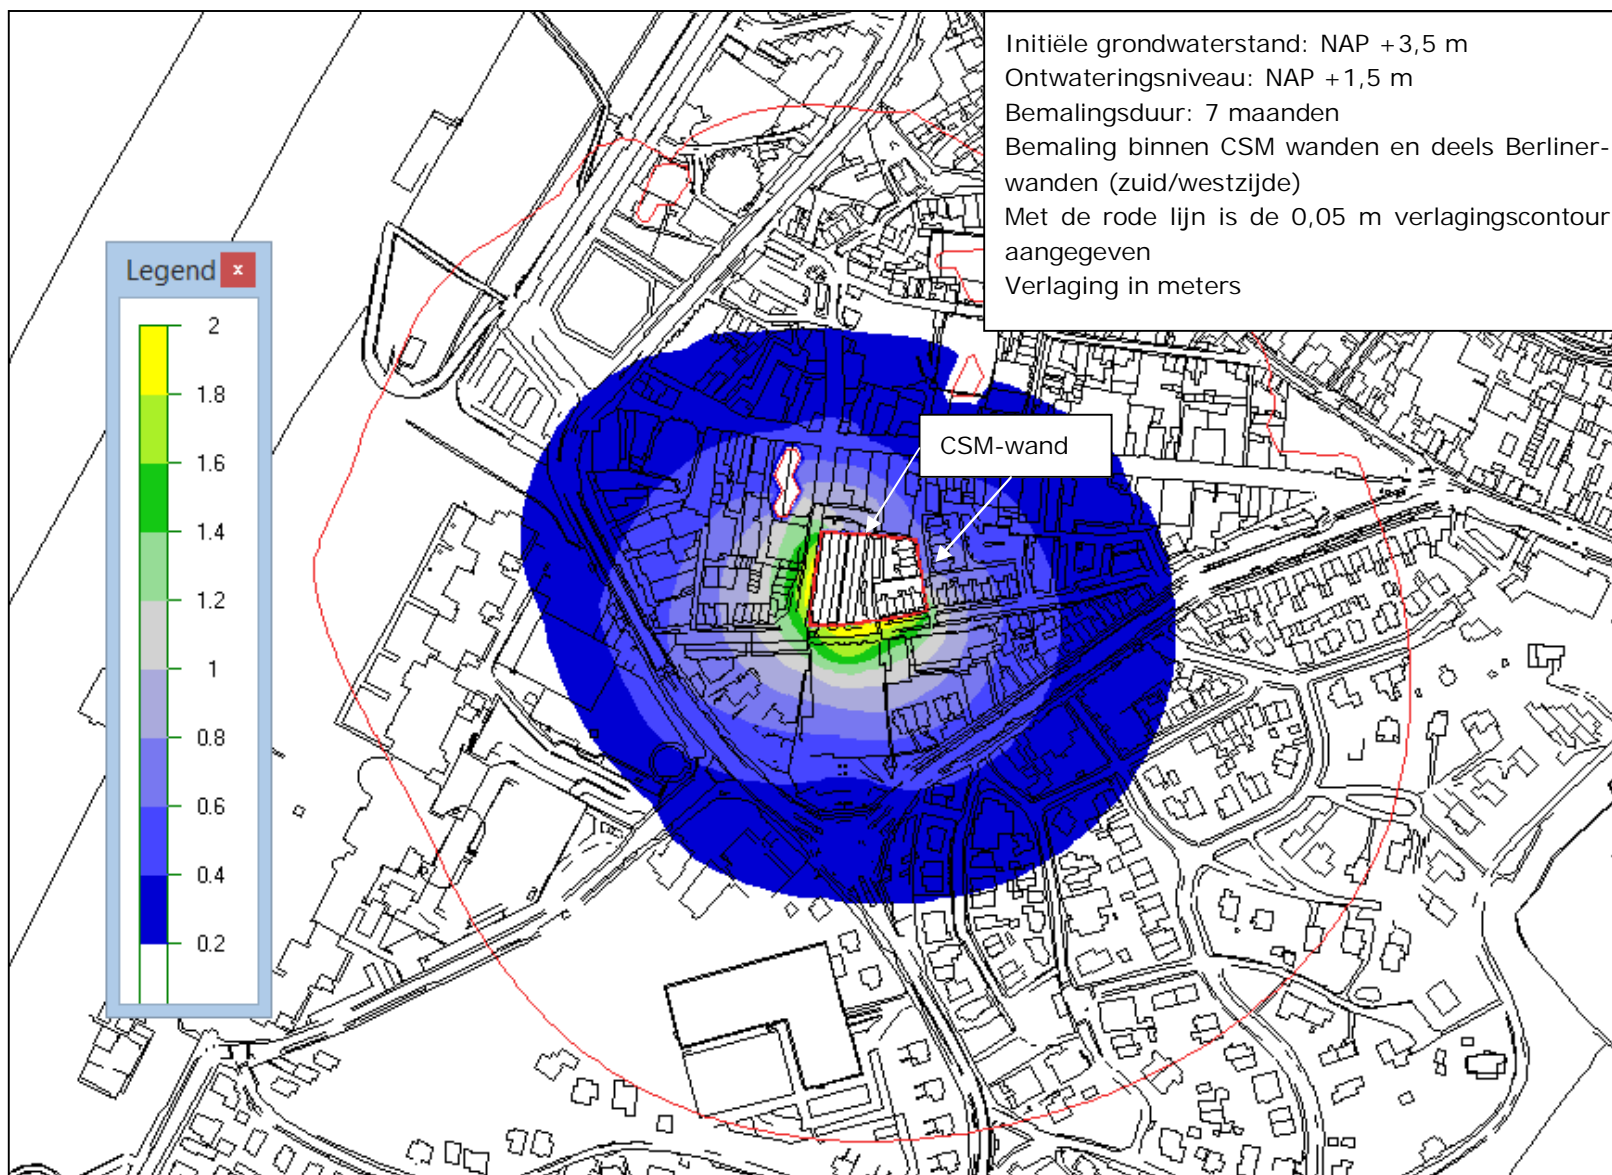 Initiële grondwaterstand: NAP +3,5 m
Ontwateringsniveau: NAP +1,5 m
Bemalingsduur: 7 maanden
Bemaling binnen CSM wanden en deels Berliner-
wanden (zuid/westzijde)
Met de rode lijn is de 0,05 m verlagingscontour
aangegeven
Verlaging in meters
Legend x
2
1.8
1.6
1.4
1.2
1
0.8
0.6
0.4
0.2
CSM-wand